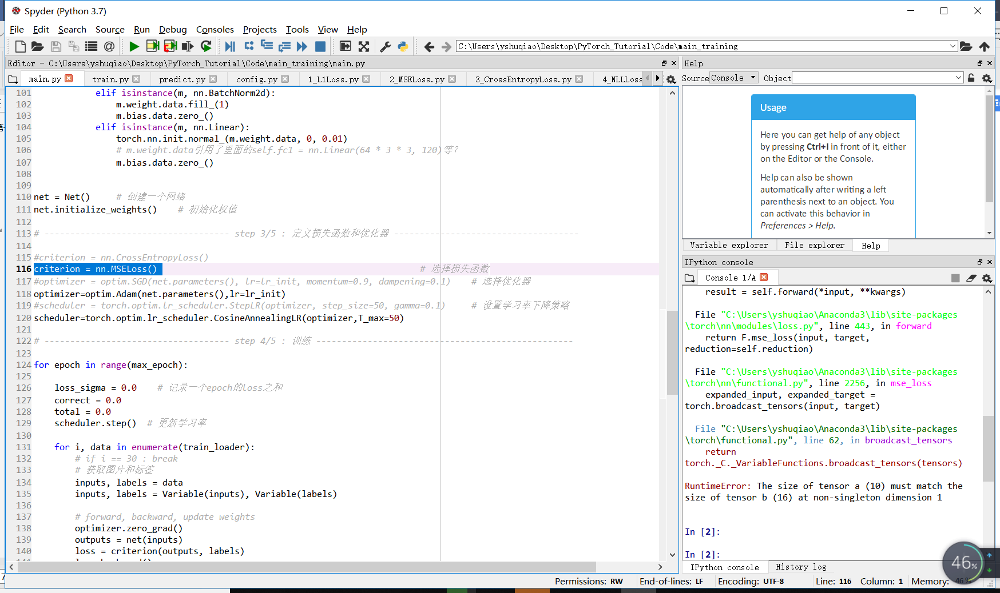 Spyder (Python 3.7)
File Edit Search Source Run Debug Consoles Projects Tools View Help
C:\Users\yshuqiao\Desktop\PyTorch_Tutorial\Code\main_training
Editor - C:\Users\yshuqiao\Desktop\PyTorch_Tutorial\Code\main_training\main.py
main.py train.py predict.py config.py 1_L1Loss.py 2_MSELoss.py 3_CrossEntropyLoss.py 4_NLLLoss
101 elif isinstance(m, nn.BatchNorm2d):
102 m.weight.data.fill_(1)
103 m.bias.data.zero_()
104 elif isinstance(m, nn.Linear):
105 torch.nn.init.normal_(m.weight.data, 0, 0.01)
106 # m.weight.data引用了里面的self.fc1 = nn.Linear(64 * 3 * 3, 120)等?
107 m.bias.data.zero_()
108
109
110 net = Net() # 创建一个网络
111 net.initialize_weights() # 初始化权值
112
113 # ------------------------------------ step 3/5 : 定义损失函数和优化器 ------------------------------------
114
115 #criterion = nn.CrossEntropyLoss()
116 criterion = nn.MSELoss() # 选择损失函数
117 #optimizer = optim.SGD(net.parameters(), lr=lr_init, momentum=0.9, dampening=0.1) # 选择优化器
118 optimizer=optim.Adam(net.parameters(),lr=lr_init)
119 #scheduler = torch.optim.lr_scheduler.StepLR(optimizer, step_size=50, gamma=0.1) # 设置学习率下降策略
120 scheduler=torch.optim.lr_scheduler.CosineAnnealingLR(optimizer,T_max=50)
121
122 # ------------------------------------ step 4/5 : 训练 --------------------------------------------------
123
124 for epoch in range(max_epoch):
125
126 loss_sigma = 0.0 # 记录一个epoch的loss之和
127 correct = 0.0
128 total = 0.0
129 scheduler.step() # 更新学习率
130
131 for i, data in enumerate(train_loader):
132 # if i == 30 : break
133 # 获取图片和标签
134 inputs, labels = data
135 inputs, labels = Variable(inputs), Variable(labels)
136
137 # forward, backward, update weights
138 optimizer.zero_grad()
139 outputs = net(inputs)
140 loss = criterion(outputs, labels)
Help
Source Console Object
Usage
Here you can get help of any object
by pressing Ctrl+I in front of it, either
on the Editor or the Console.
Help can also be shown
automatically after writing a left
parenthesis next to an object. You
can activate this behavior in
Preferences > Help.
Variable explorer File explorer Help
IPython console
Console 1/A
result = self.forward(*input, **kwargs)
File "C:\Users\yshuqiao\Anaconda3\lib\site-packages
\torch\nn\modules\loss.py", line 443, in forward
return F.mse_loss(input, target,
reduction=self.reduction)
File "C:\Users\yshuqiao\Anaconda3\lib\site-packages
\torch\nn\functional.py", line 2256, in mse_loss
expanded_input, expanded_target =
torch.broadcast_tensors(input, target)
File "C:\Users\yshuqiao\Anaconda3\lib\site-packages
\torch\functional.py", line 62, in broadcast_tensors
return
torch._C._VariableFunctions.broadcast_tensors(tensors)
RuntimeError: The size of tensor a (10) must match the
size of tensor b (16) at non-singleton dimension 1
In [2]:
In [2]:
IPython console History log
46%
Permissions: RW End-of-lines: LF Encoding: UTF-8 Line: 116 Column: 1 Memory: 46%